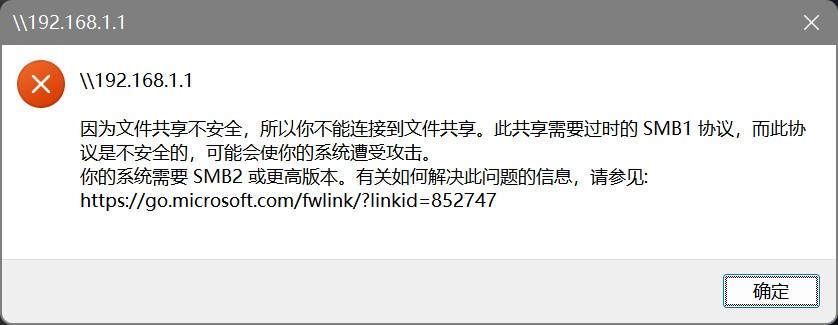 \\192.168.1.1
\\192.168.1.1
因为文件共享不安全，所以你不能连接到文件共享。此共享需要过时的 SMB1 协议，而此协
议是不安全的，可能会使你的系统遭受攻击。
你的系统需要 SMB2 或更高版本。有关如何解决此问题的信息，请参见:
https://go.microsoft.com/fwlink/?linkid=852747
确定